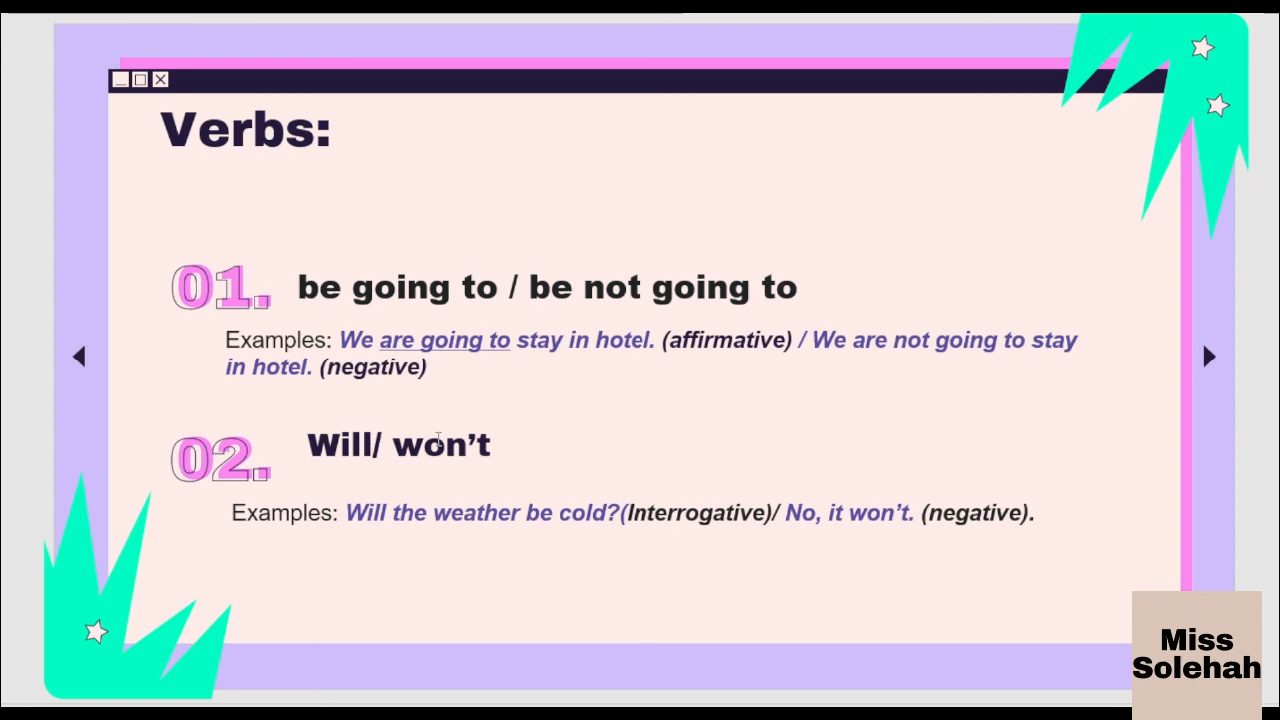 Verbs:
01. be going to / be not going to
Examples: We are going to stay in hotel. (affirmative) / We are not going to stay
in hotel. (negative)
02. Will/ won’t
Examples: Will the weather be cold?(Interrogative)/ No, it won’t. (negative).
Miss
Solehah